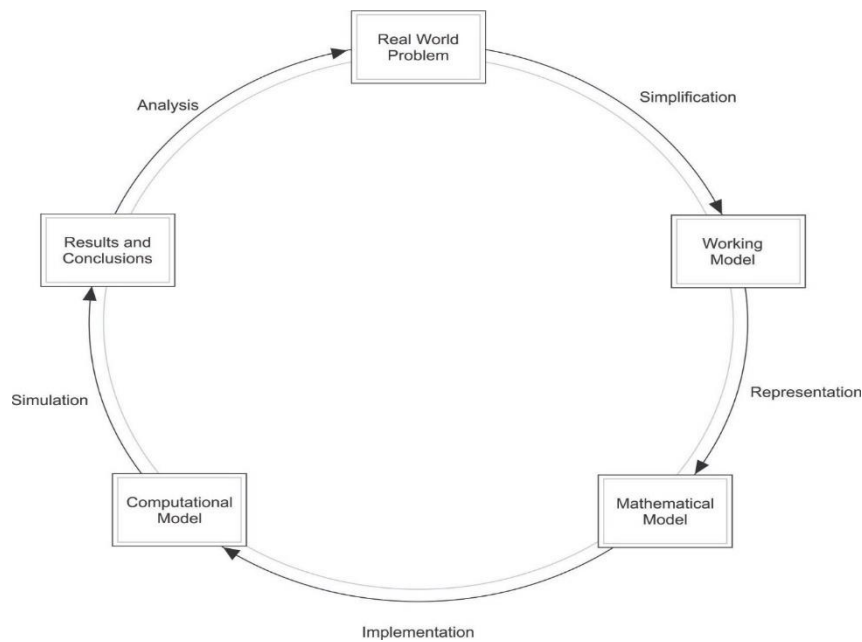 Real World
Problem
Simplification
Working
Model
Representation
Mathematical
Model
Implementation
Computational
Model
Simulation
Results and
Conclusions
Analysis